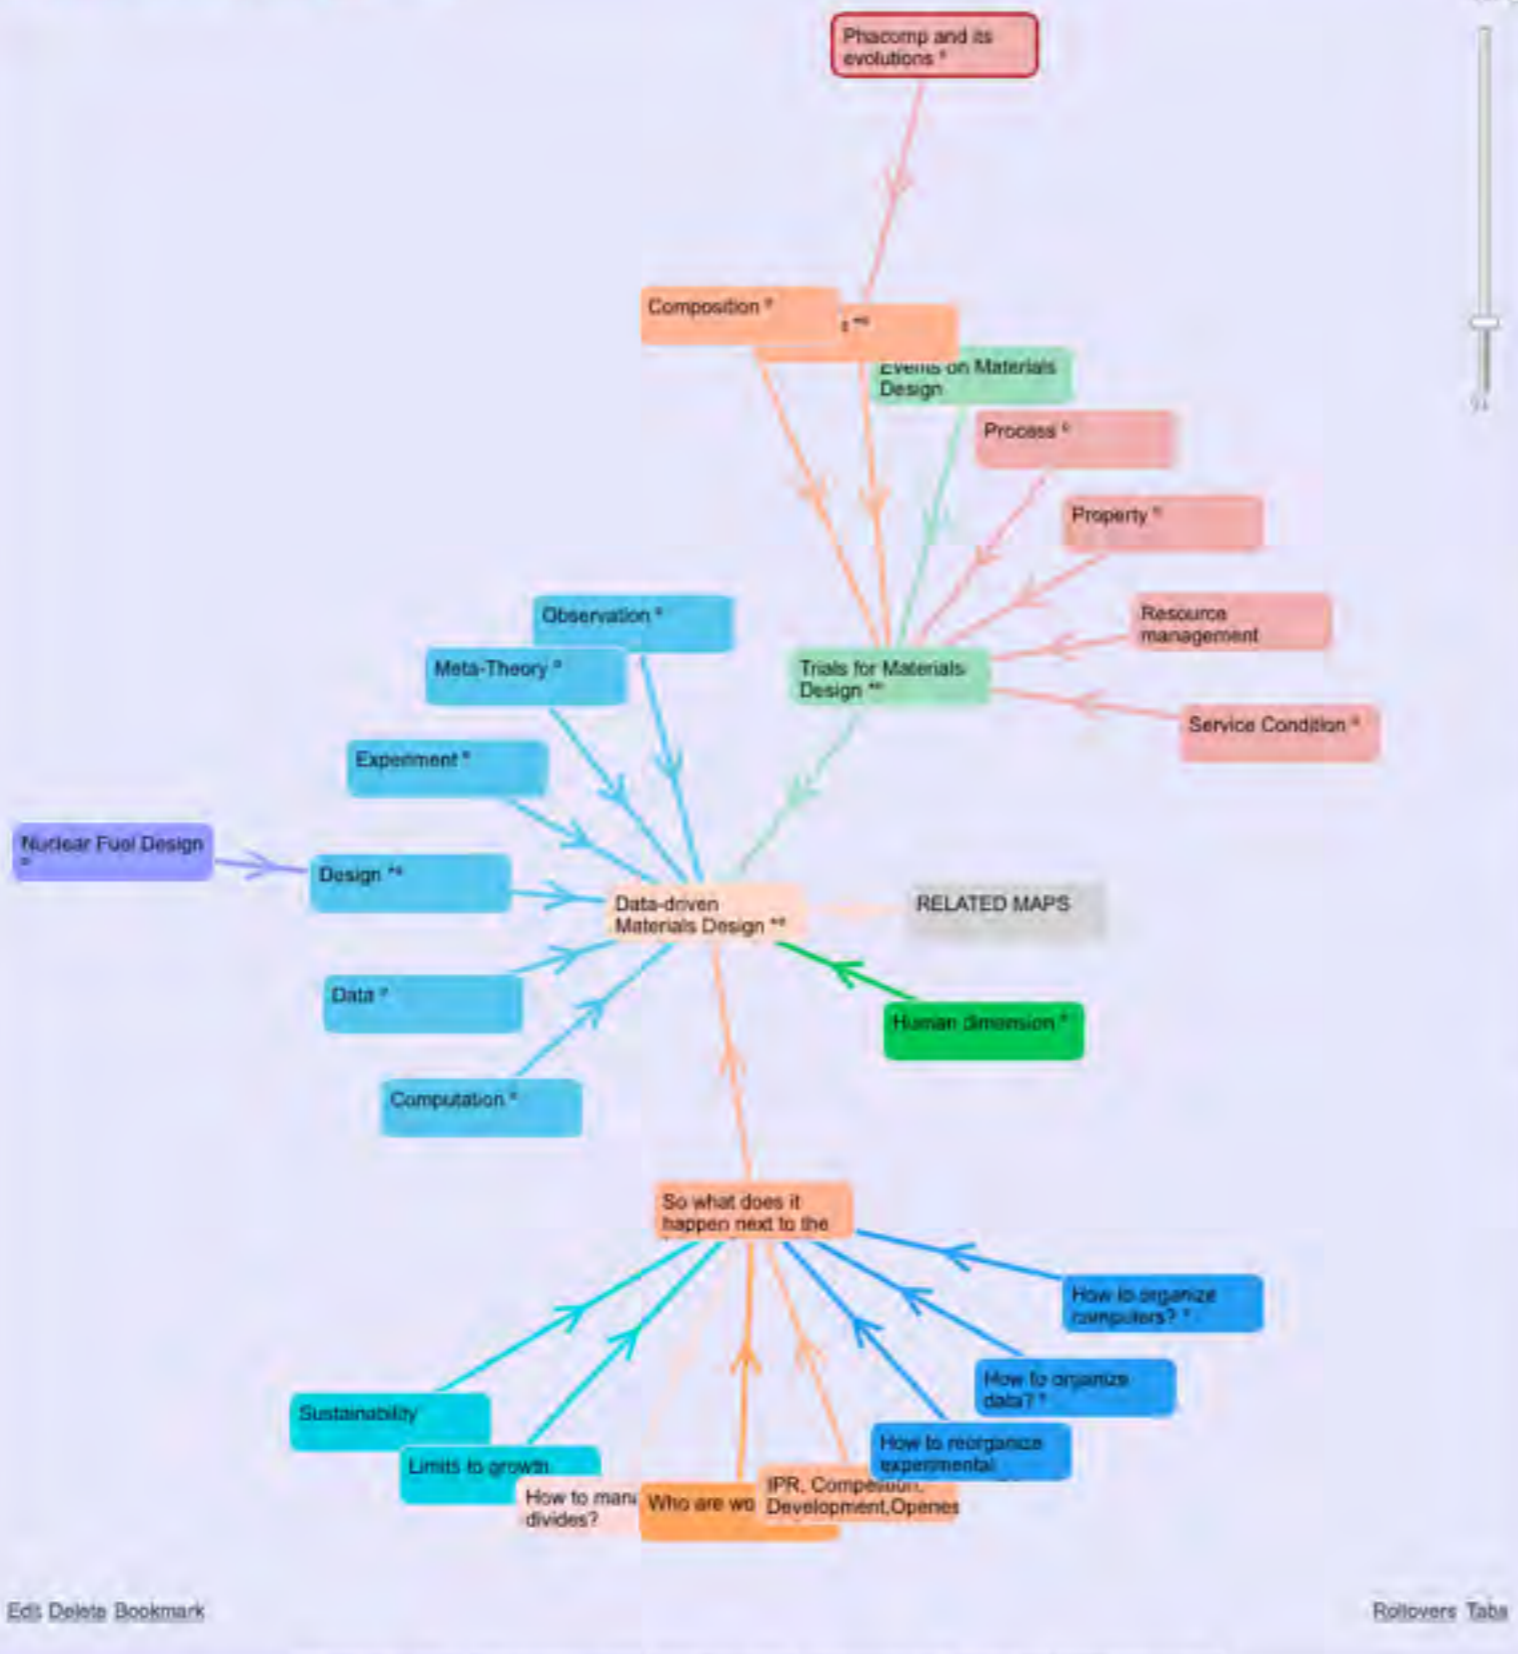 Phacomp and its
evolutions
Composition
Events on Materials
Design
Process
Property
Resource
management
Observation
Meta-Theory
Trials for Materials
Design
Service Condition
Experiment
Nuclear Fuel Design
Design
Data-driven
Materials Design
RELATED MAPS
Data
Human dimension
Computation
So what does it
happen next to the
How to organize
computers?
How to organize
data?
Sustainability
How to reorganize
experimental
Limits to growth
IPR, Competition,
Development,Openes
How to mana
divides?
Who are wo
Edit Delete Bookmark
Rollovers Tabs